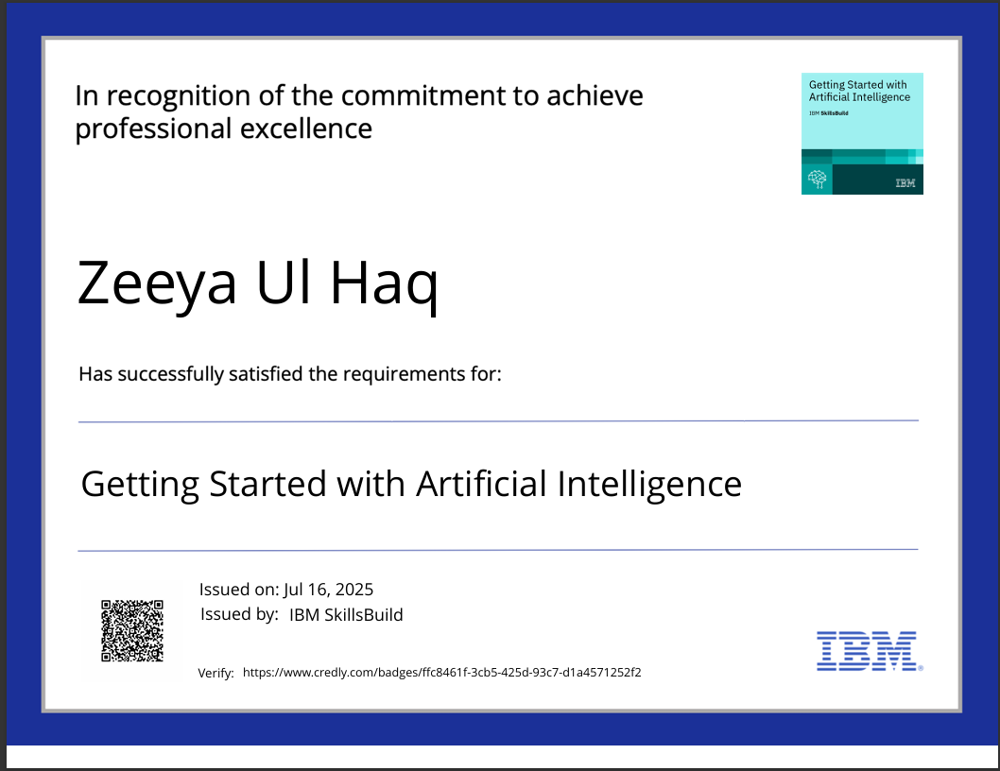 In recognition of the commitment to achieve
professional excellence
Getting Started with
Artificial Intelligence
IBM SkillsBuild
IBM
Zeeya Ul Haq
Has successfully satisfied the requirements for:
Getting Started with Artificial Intelligence
Issued on: Jul 16, 2025
Issued by: IBM SkillsBuild
Verify: https://www.credly.com/badges/ffc8461f-3cb5-425d-93c7-d1a4571252f2
IBM®